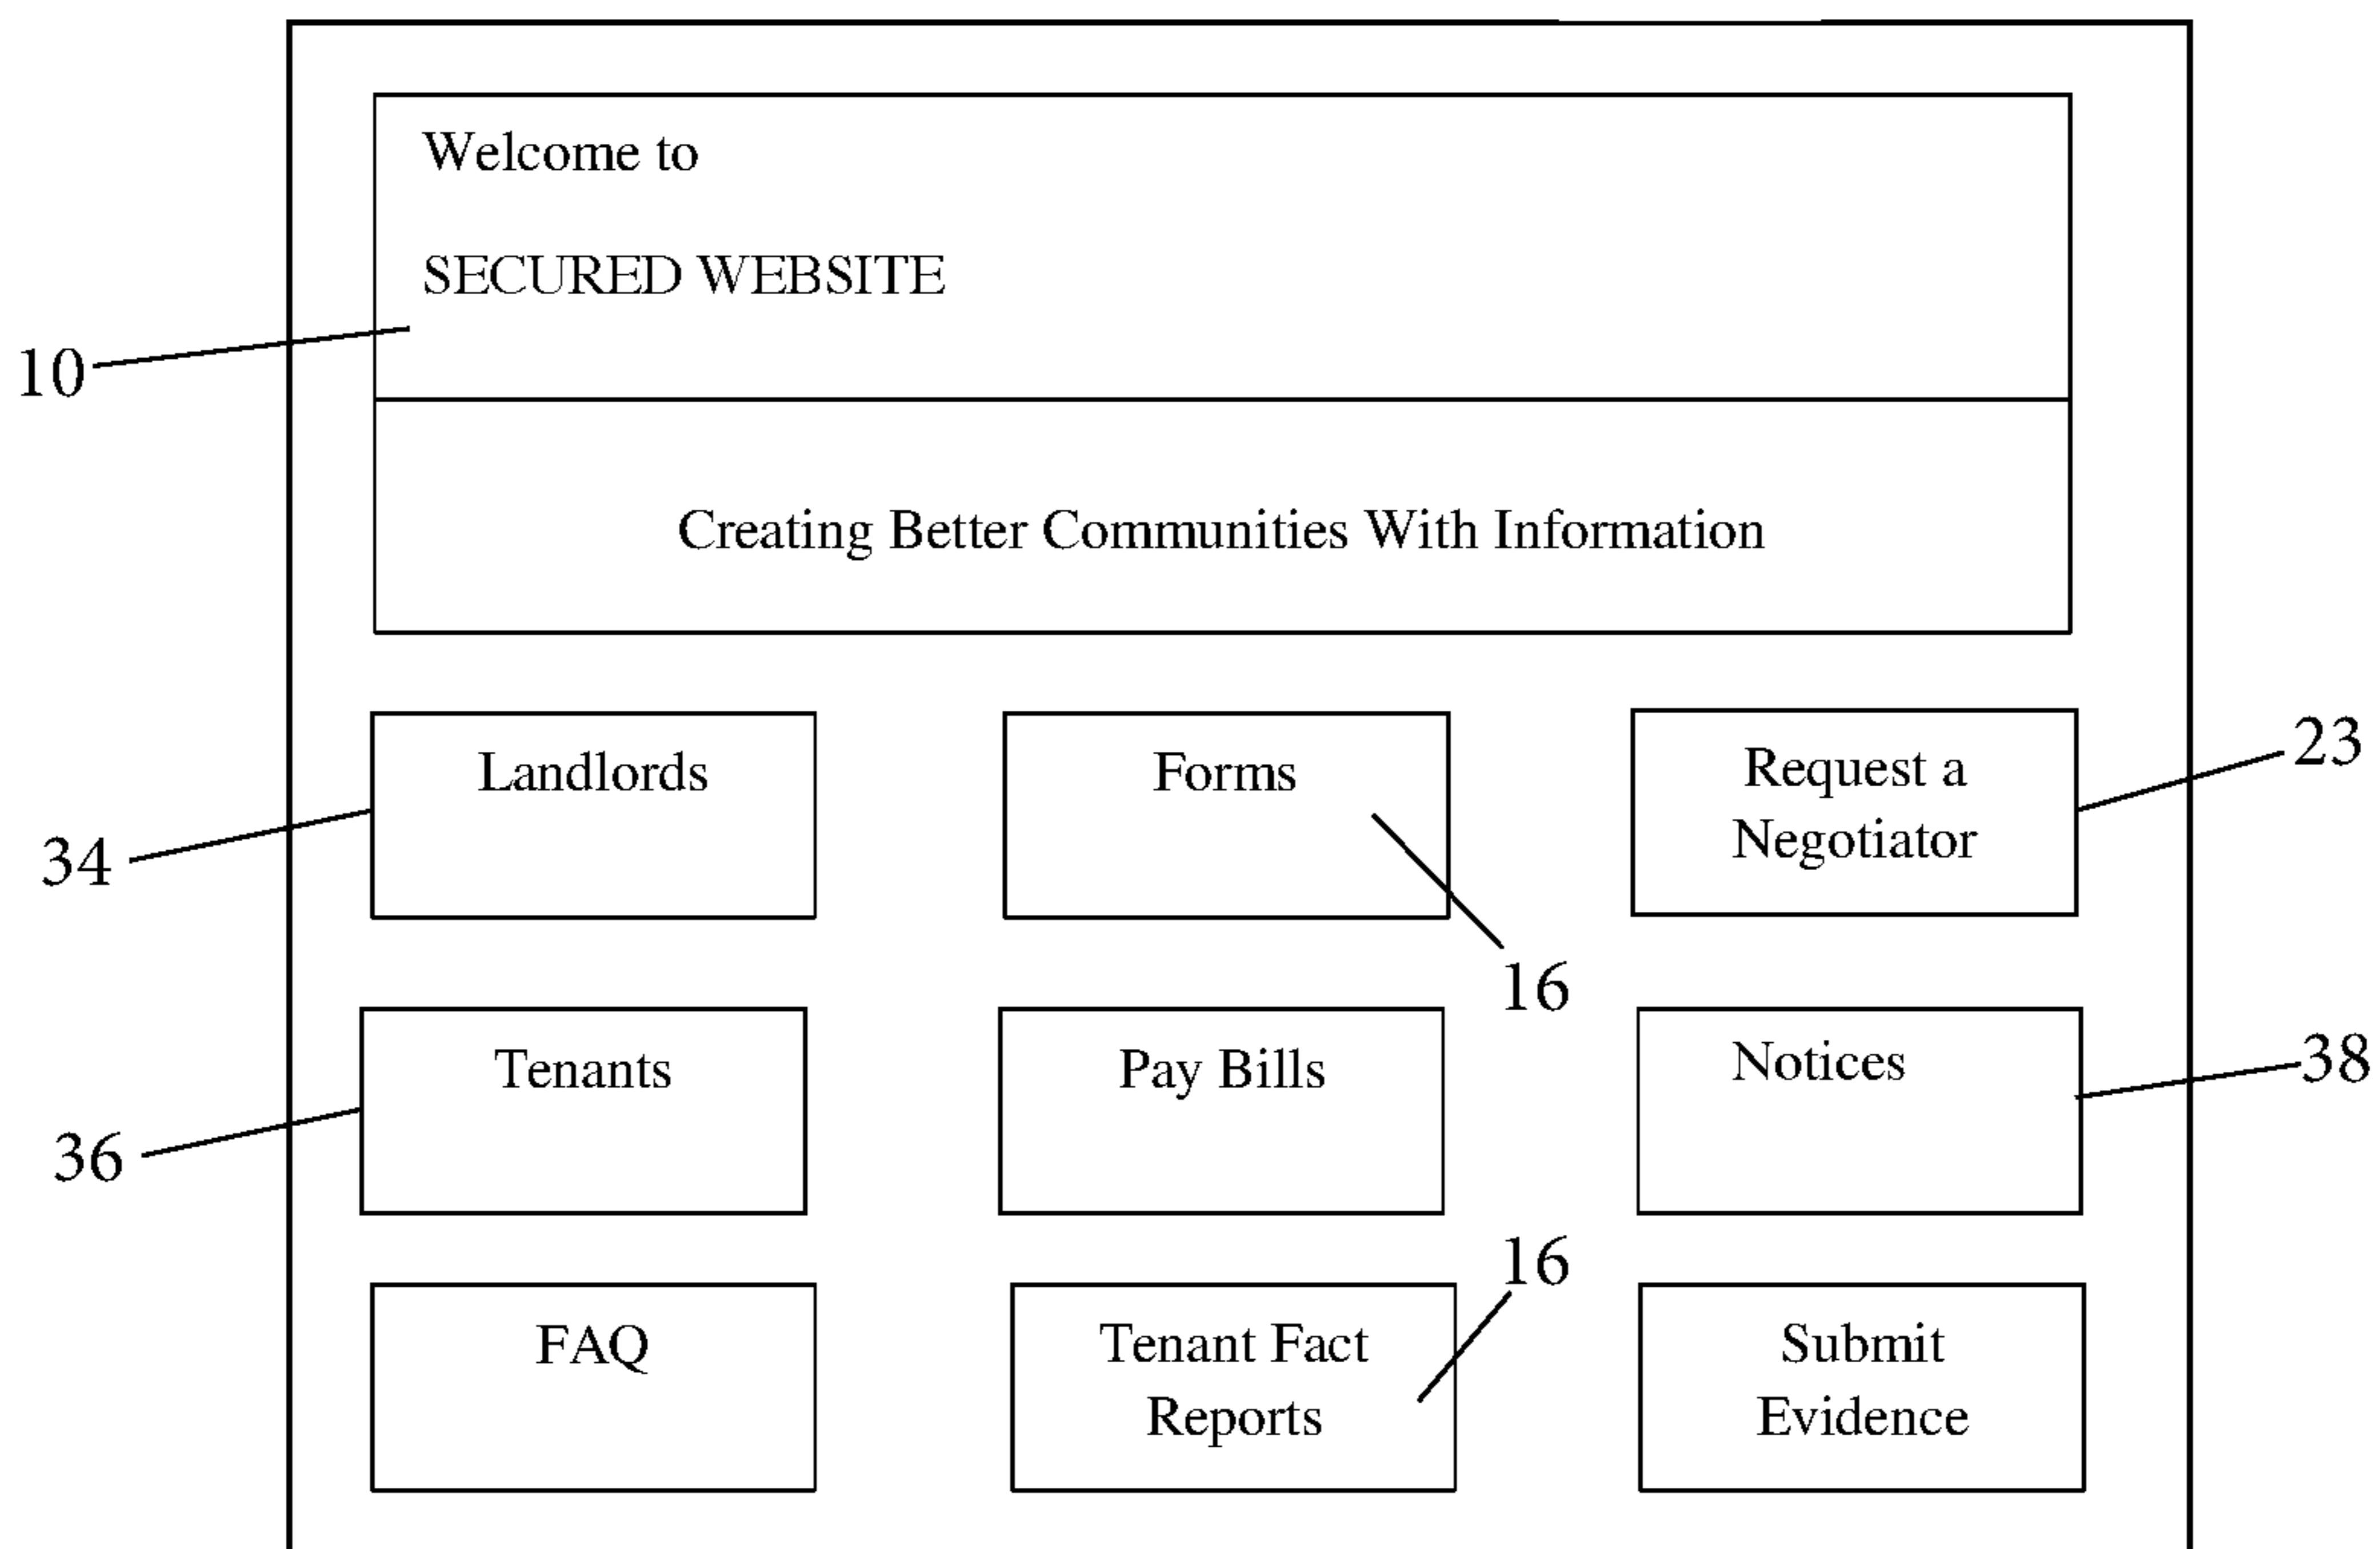 Welcome to
SECURED WEBSITE
10
Creating Better Communities With Information
Landlords
Forms
Request a
Negotiator
23
34
16
Tenants
Pay Bills
Notices
38
36
16
FAQ
Tenant Fact
Reports
Submit
Evidence